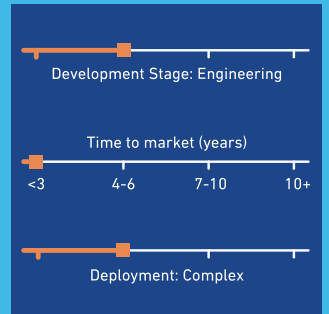 Development Stage: Engineering
Time to market (years)
<3 4-6 7-10 10+
Deployment: Complex